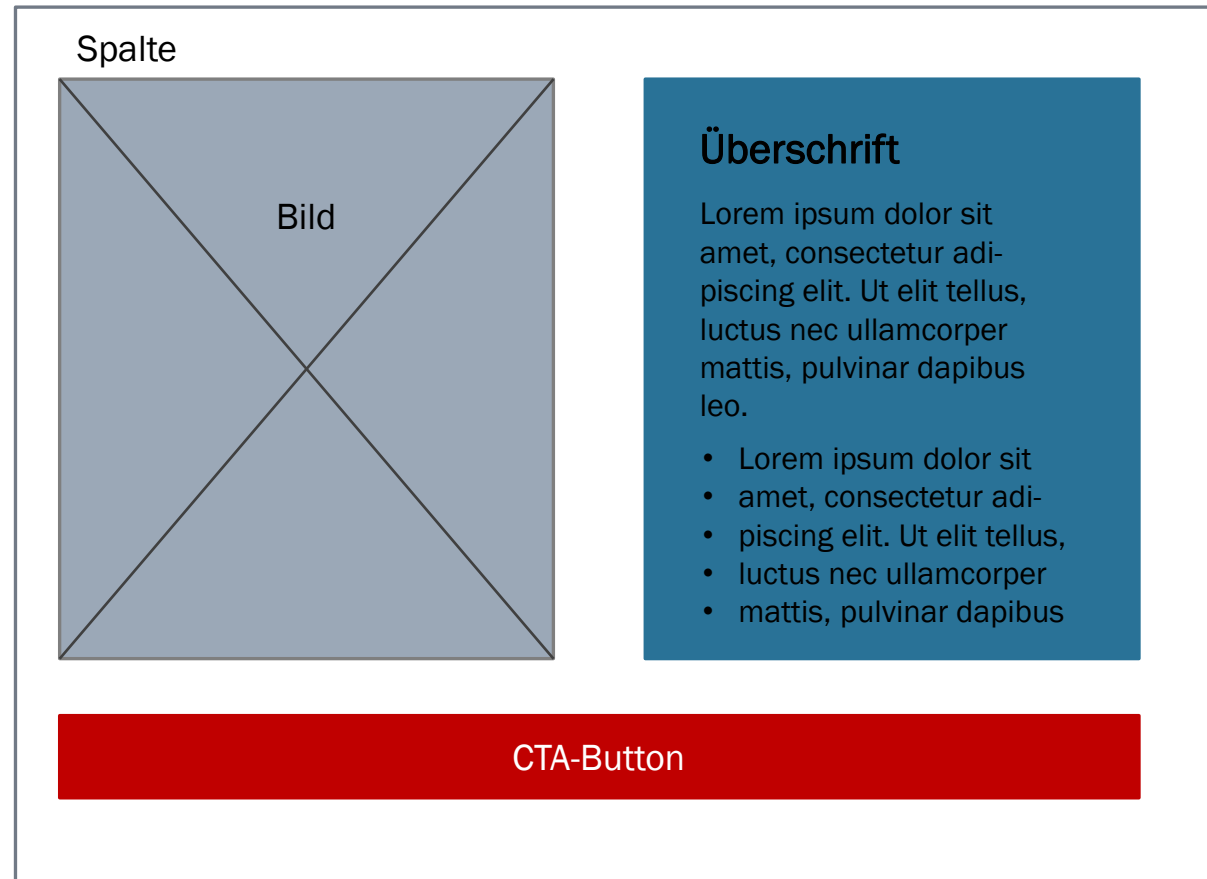 Spalte
Bild
Überschrift
Lorem ipsum dolor sit
amet, consectetur adi-
piscing elit. Ut elit tellus,
luctus nec ullamcorper
mattis, pulvinar dapibus
leo.
• Lorem ipsum dolor sit
• amet, consectetur adi-
• piscing elit. Ut elit tellus,
• luctus nec ullamcorper
• mattis, pulvinar dapibus
CTA-Button